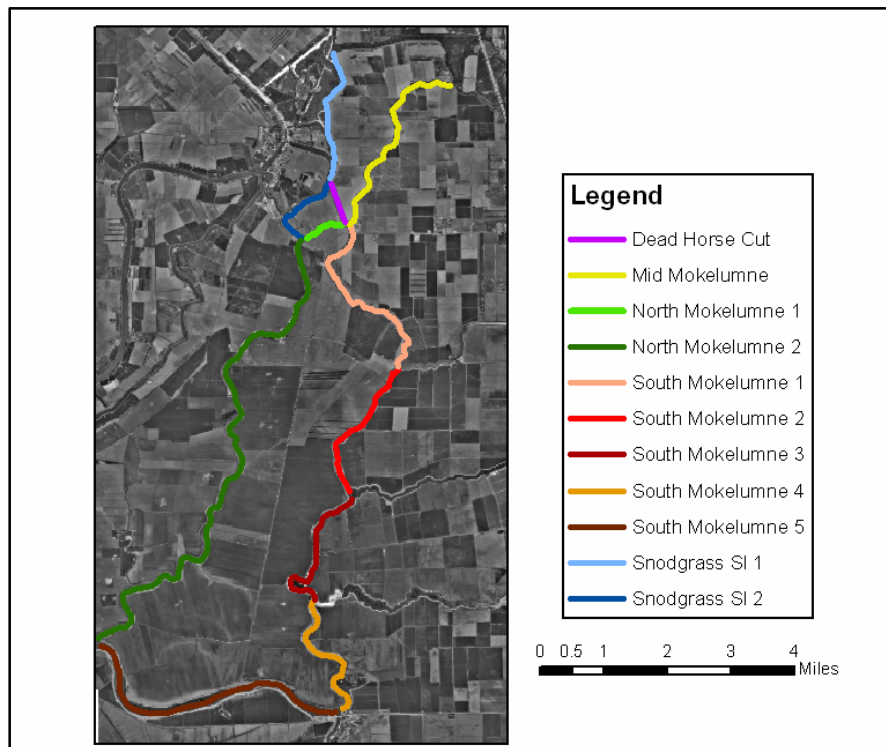 Legend
Dead Horse Cut
Mid Mokelumne
North Mokelumne 1
North Mokelumne 2
South Mokelumne 1
South Mokelumne 2
South Mokelumne 3
South Mokelumne 4
South Mokelumne 5
Snodgrass Sl 1
Snodgrass Sl 2
0 0.5 1 2 3 4
Miles